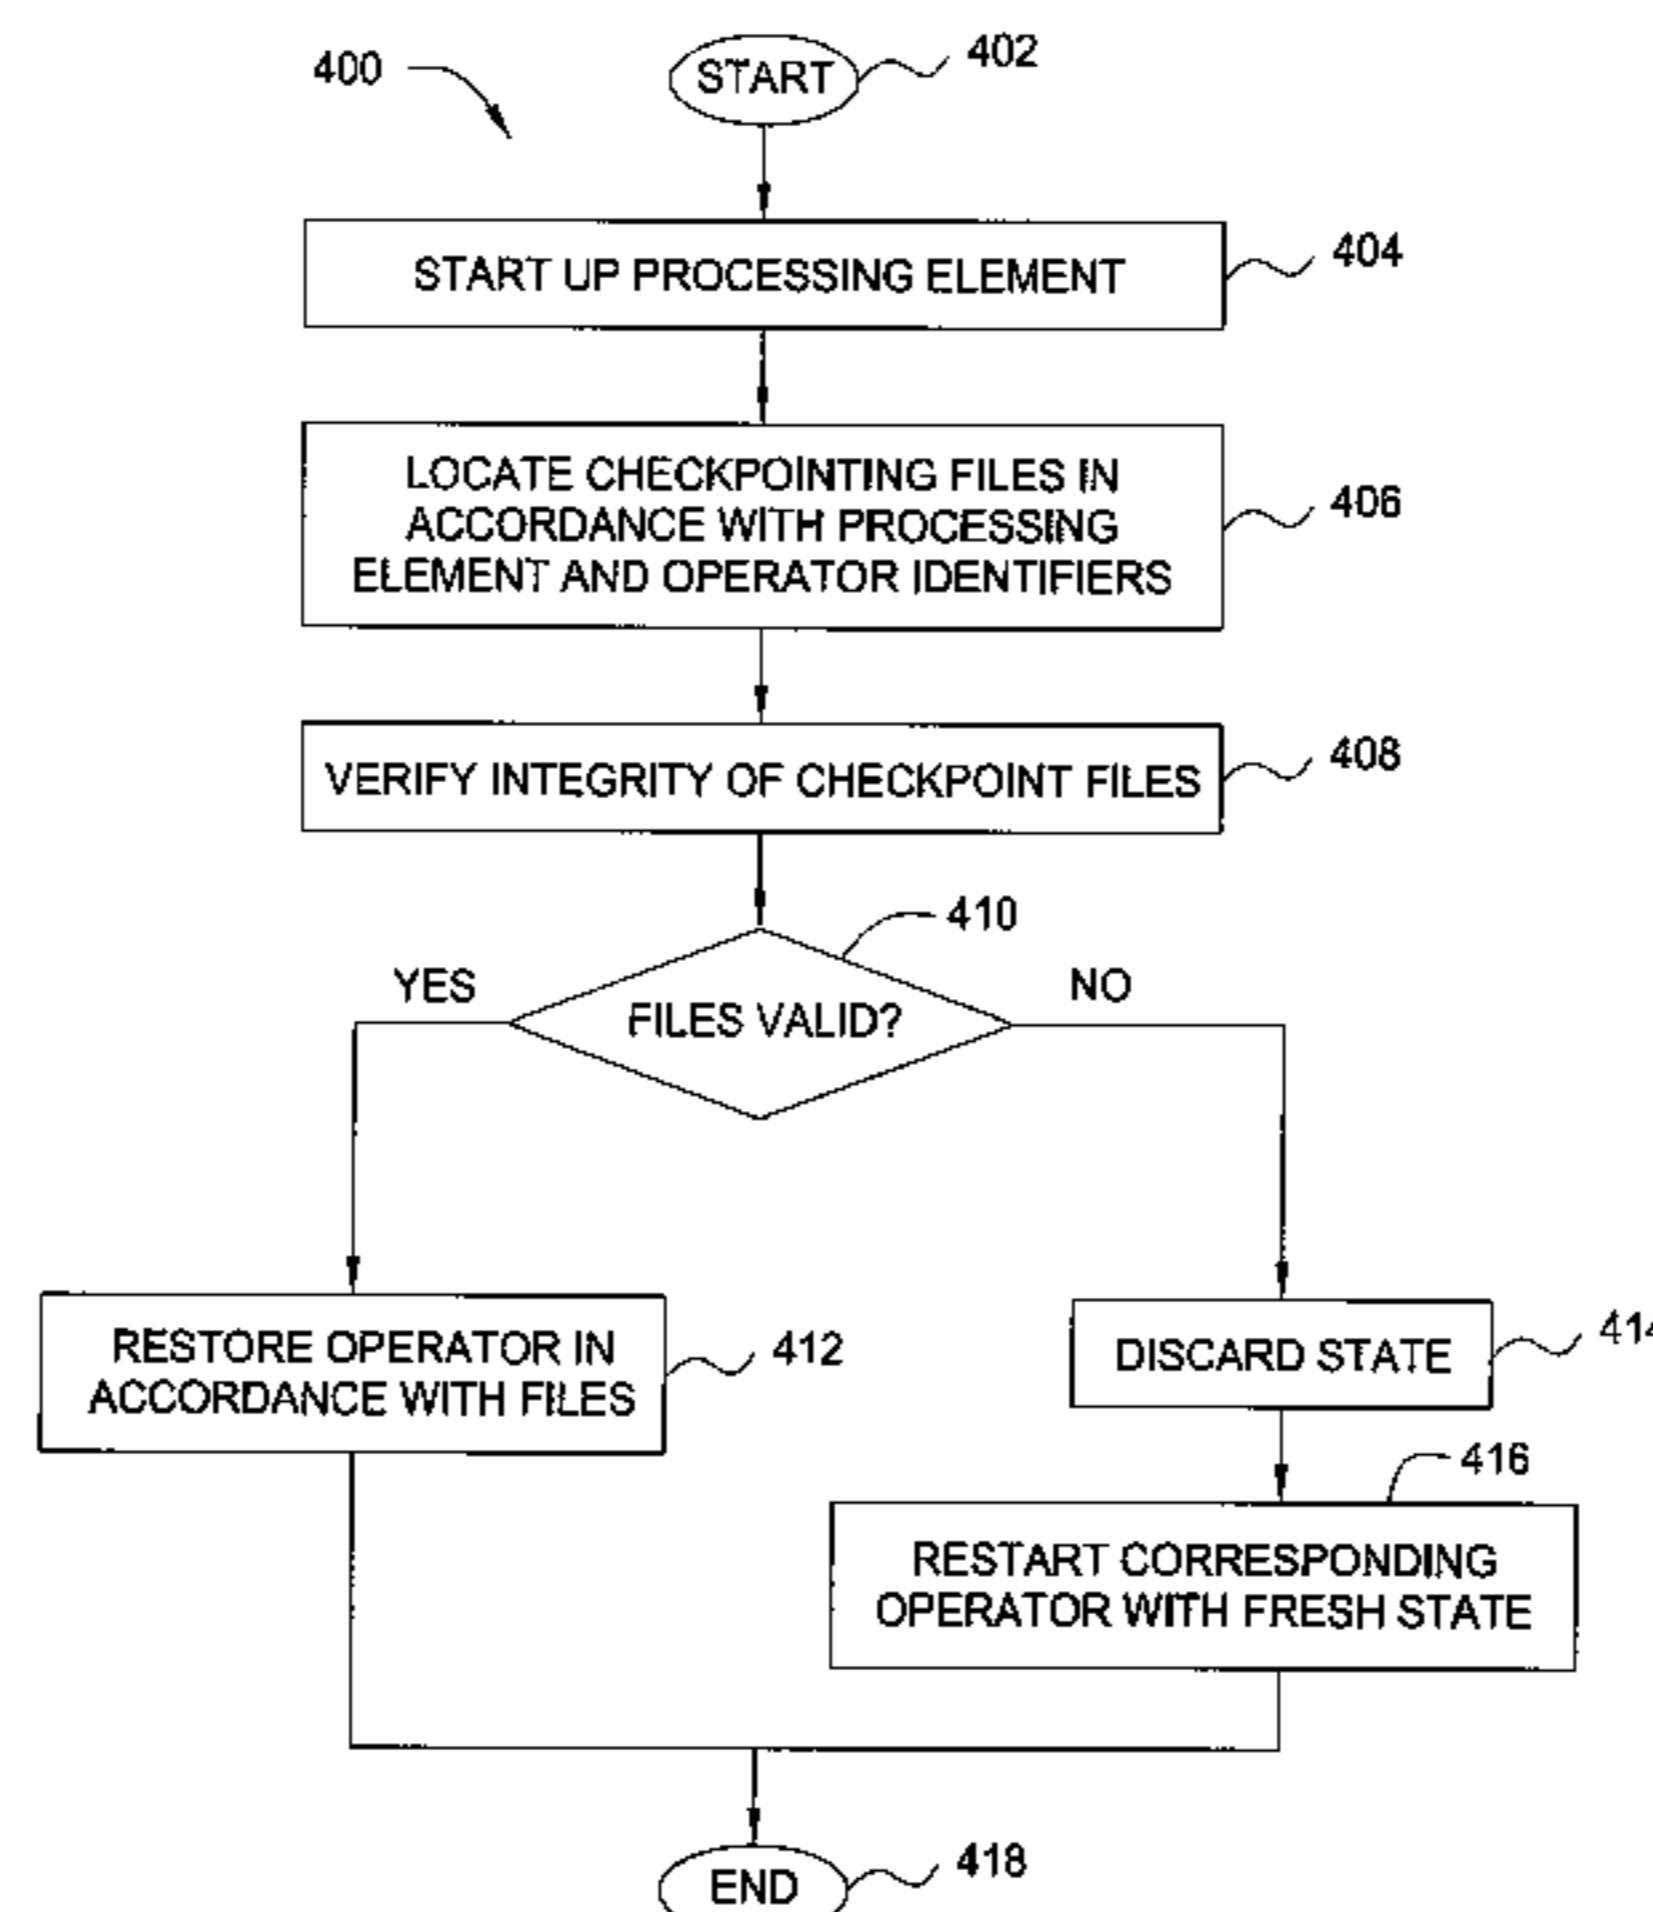 400
START
402
START UP PROCESSING ELEMENT
404
LOCATE CHECKPOINTING FILES IN
ACCORDANCE WITH PROCESSING
ELEMENT AND OPERATOR IDENTIFIERS
406
VERIFY INTEGRITY OF CHECKPOINT FILES
408
410
YES
FILES VALID?
NO
RESTORE OPERATOR IN
ACCORDANCE WITH FILES
412
DISCARD STATE
414
416
RESTART CORRESPONDING
OPERATOR WITH FRESH STATE
END
418